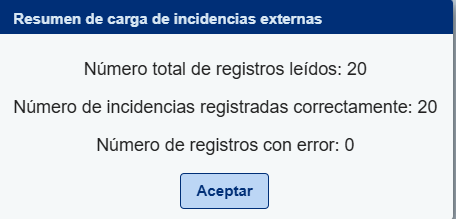 Resumen de carga de incidencias externas
Número total de registros leídos: 20
Número de incidencias registradas correctamente: 20
Número de registros con error: 0
Aceptar